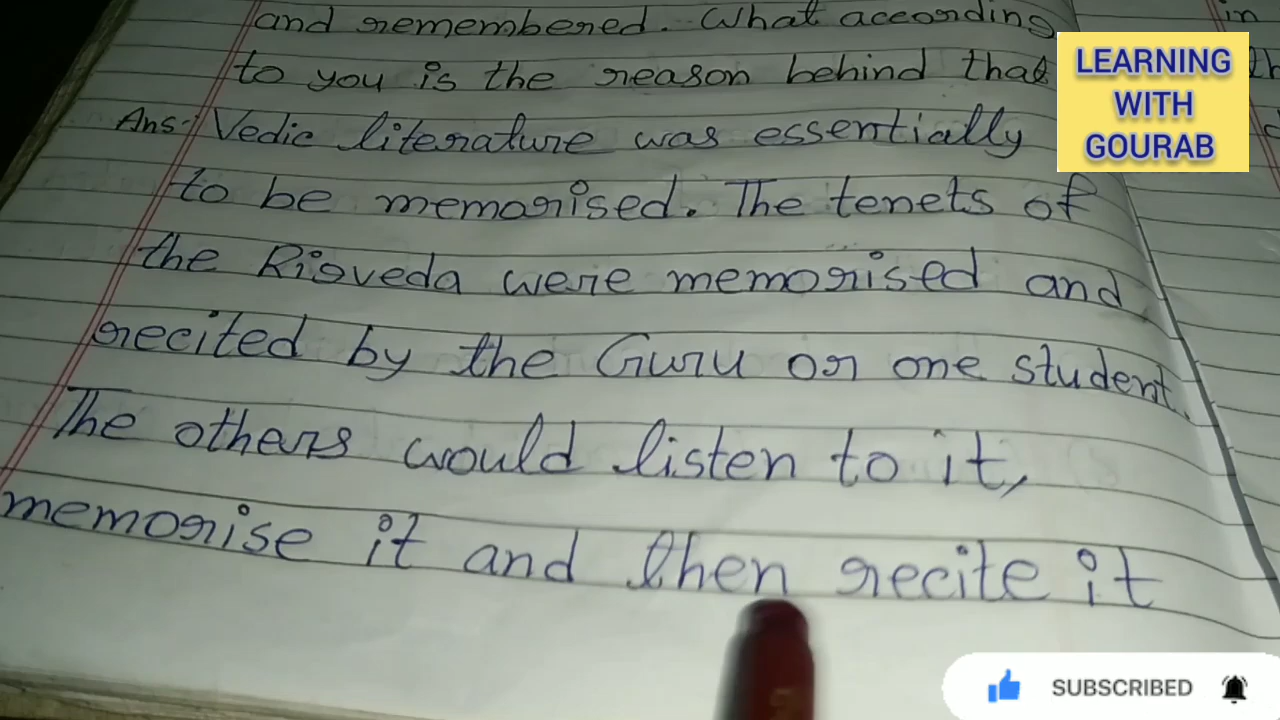 and remembered. What according
to you is the reason behind that
Ans:- Vedic literature was essentially
to be memorised. The tenets of
the Rigveda were memorised and
recited by the Guru or one student.
The others would listen to it,
memorise it and then recite it
in
LEARNING
WITH
GOURAB
SUBSCRIBED